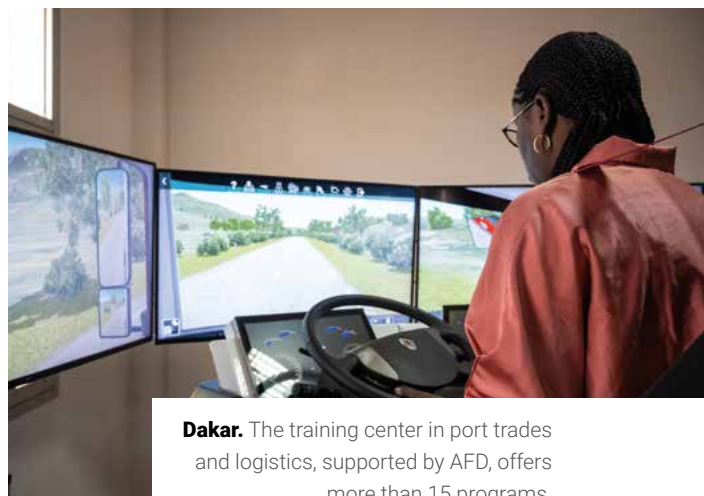 Dakar. The training center in port trades
and logistics, supported by AFD, offers
more than 15 programs.